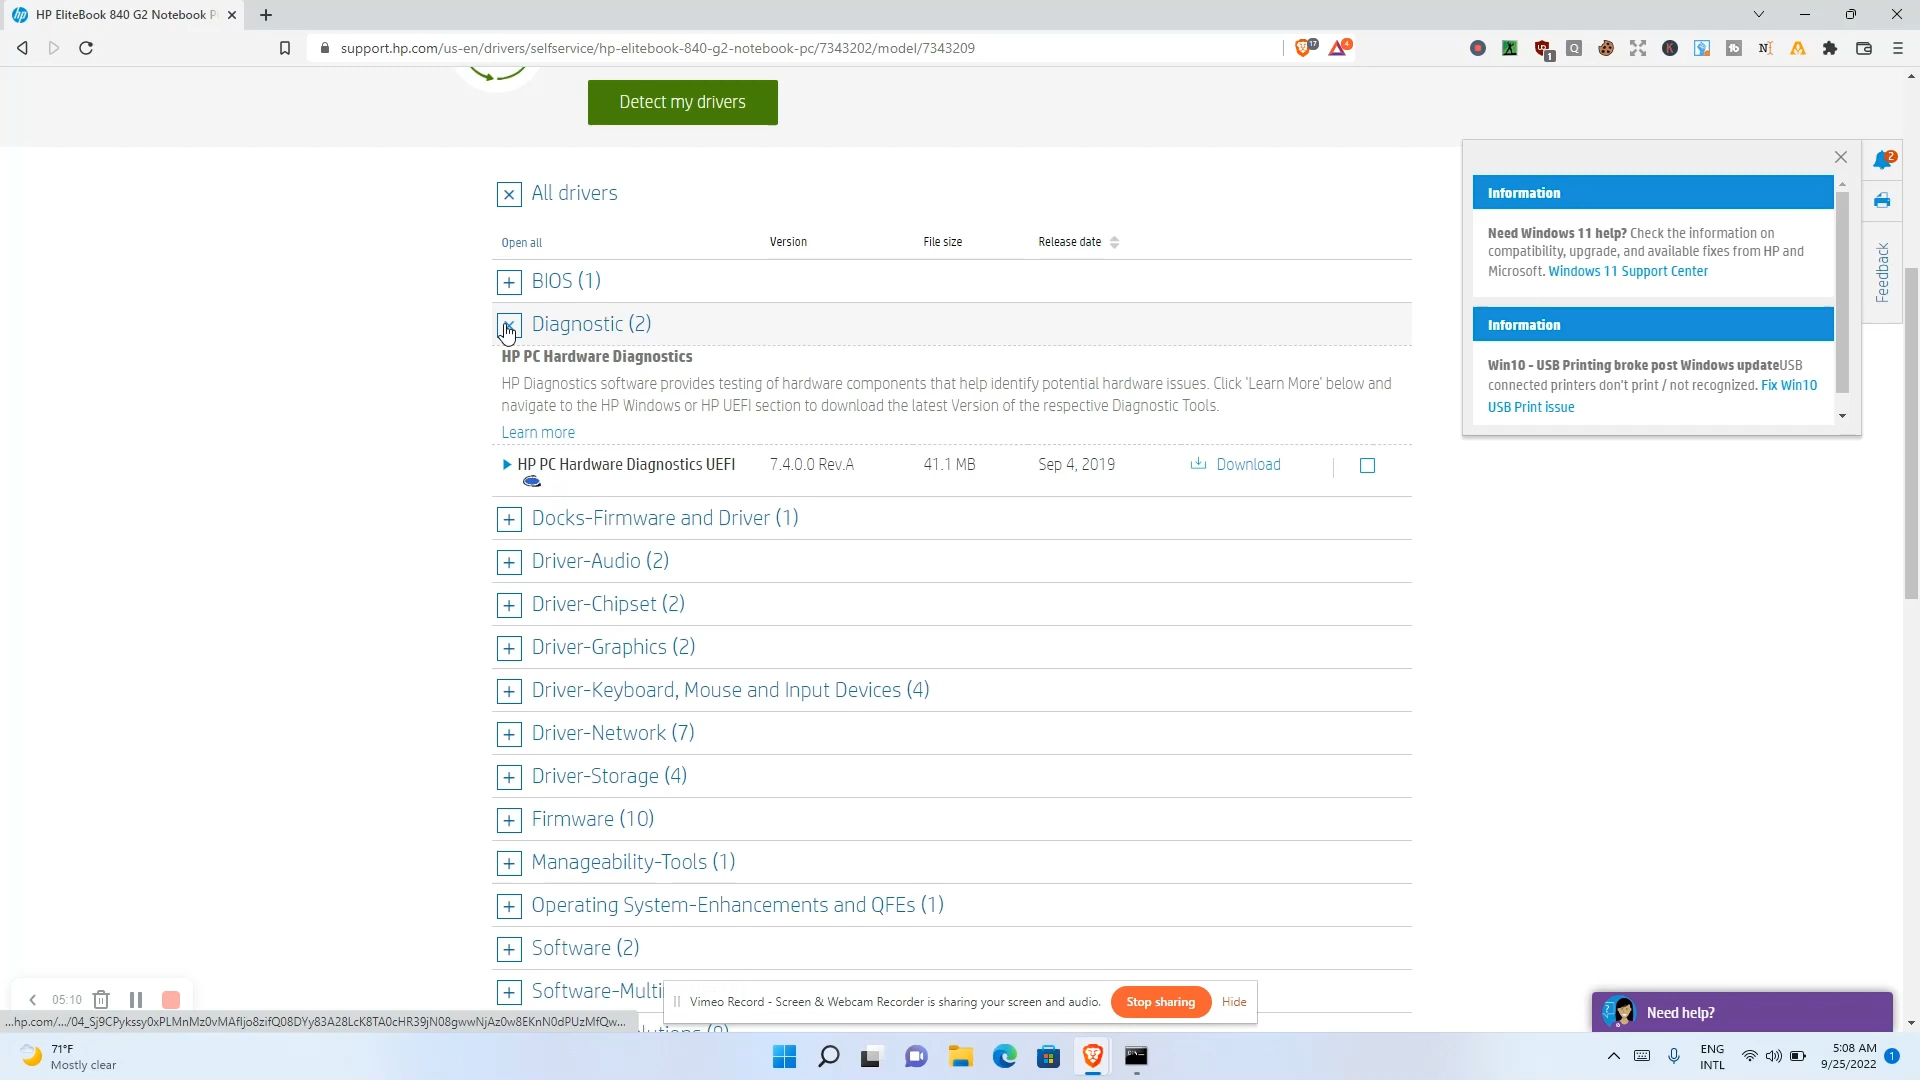 HP EliteBook 840 G2 Notebook P
support.hp.com/us-en/drivers/selfservice/hp-elitebook-840-g2-notebook-pc/7343202/model/7343209
17
4
1
Detect my drivers
All drivers
Open all Version File size Release date
BIOS (1)
Diagnostic (2)
HP PC Hardware Diagnostics
HP Diagnostics software provides testing of hardware components that help identify potential hardware issues. Click 'Learn More' below and
navigate to the HP Windows or HP UEFI section to download the latest Version of the respective Diagnostic Tools.
Learn more
HP PC Hardware Diagnostics UEFI 7.4.0.0 Rev.A 41.1 MB Sep 4, 2019 Download
Docks-Firmware and Driver (1)
Driver-Audio (2)
Driver-Chipset (2)
Driver-Graphics (2)
Driver-Keyboard, Mouse and Input Devices (4)
Driver-Network (7)
Driver-Storage (4)
Firmware (10)
Manageability-Tools (1)
Operating System-Enhancements and QFEs (1)
Software (2)
Software-Multi
Information
Need Windows 11 help? Check the information on
compatibility, upgrade, and available fixes from HP and
Microsoft. Windows 11 Support Center
Information
Win10 - USB Printing broke post Windows updateUSB
connected printers don't print / not recognized. Fix Win10
USB Print issue
2
Feedback
05:10
Vimeo Record - Screen & Webcam Recorder is sharing your screen and audio. Stop sharing Hide
Need help?
71°F
Mostly clear
ENG
INTL
5:08 AM
9/25/2022
1